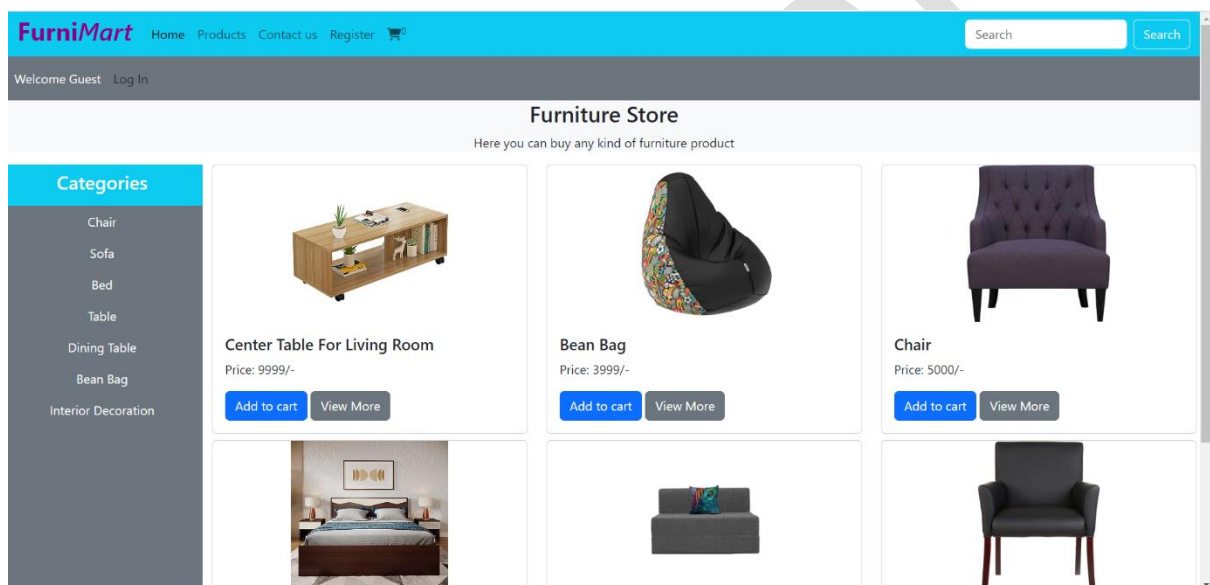 FurniMart Home Products Contact us Register 0 Search Search
Welcome Guest Log In
Furniture Store
Here you can buy any kind of furniture product
Categories
Chair
Sofa
Bed
Table
Dining Table
Bean Bag
Interior Decoration
Center Table For Living Room
Price: 9999/-
Add to cart View More
Bean Bag
Price: 3999/-
Add to cart View More
Chair
Price: 5000/-
Add to cart View More